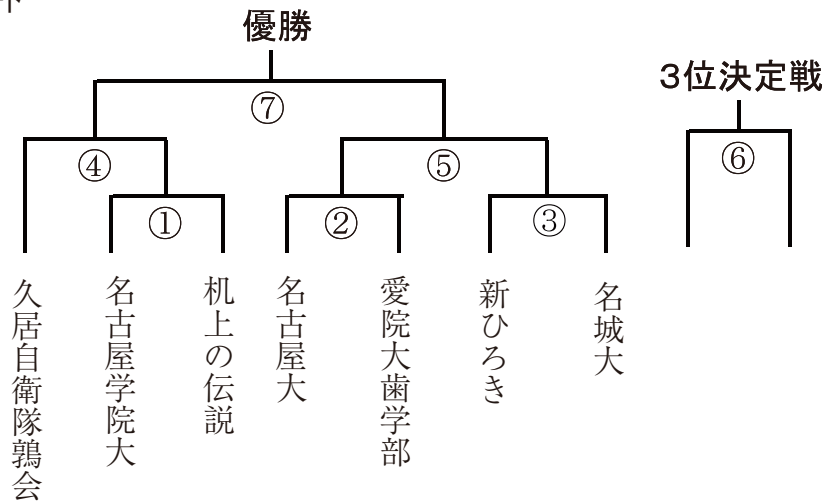 優勝
3位決定戦
⑦
④
⑤
⑥
①
②
③
久居自衛隊鶉会
名古屋学院大
机上の伝説
名古屋大
愛院大歯学部
新ひろき
名城大